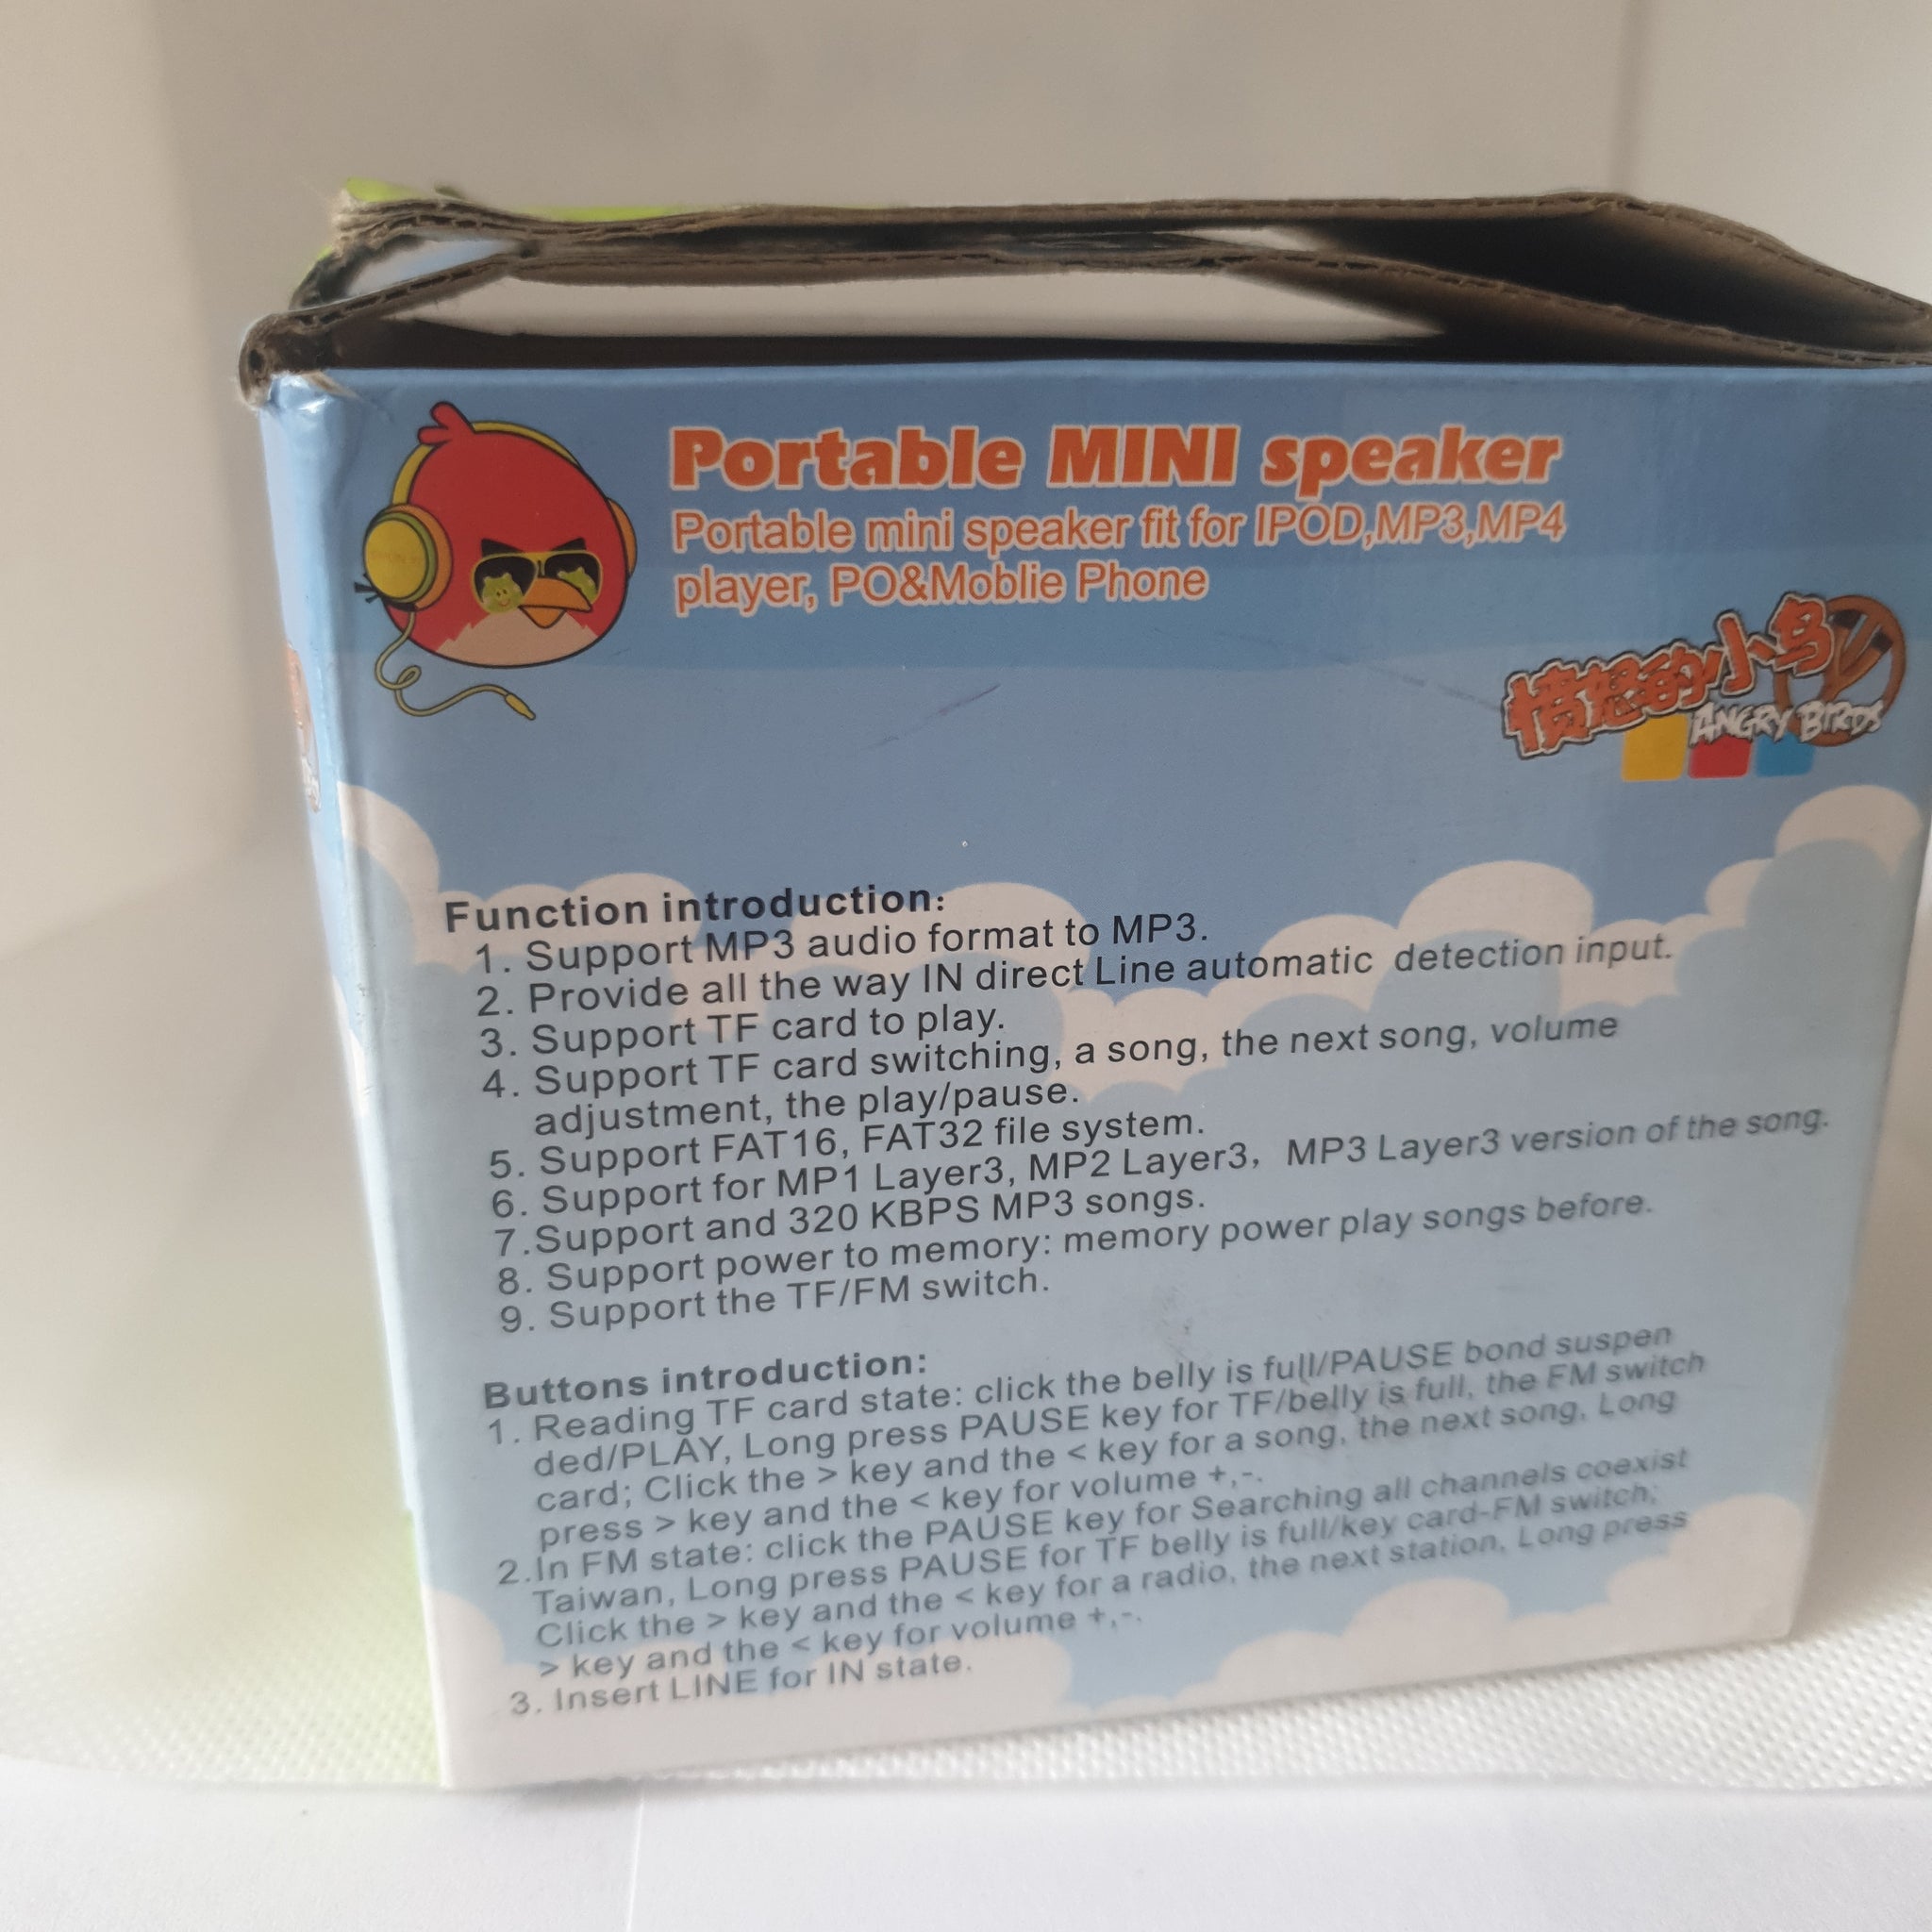 Portable MINI speaker
Portable mini speaker fit for IPOD,MP3,MP4
player, PO&Moblie Phone
愤怒的小鸟
ANGRY BIRDS
Function introduction:
1. Support MP3 audio format to MP3.
2. Provide all the way IN direct Line automatic detection input.
3. Support TF card to play.
4. Support TF card switching, a song, the next song, volume
adjustment, the play/pause.
5. Support FAT16, FAT32 file system.
6. Support for MP1 Layer3, MP2 Layer3, MP3 Layer3 version of the song.
7.Support and 320 KBPS MP3 songs.
8. Support power to memory: memory power play songs before.
9. Support the TF/FM switch.
Buttons introduction:
1. Reading TF card state: click the belly is full/PAUSE bond suspen
ded/PLAY, Long press PAUSE key for TF/belly is full, the FM switch
card; Click the > key and the < key for a song, the next song, Long
press > key and the < key for volume +,-.
2.In FM state: click the PAUSE key for Searching all channels coexist
Taiwan, Long press PAUSE for TF belly is full/key card-FM switch;
Click the > key and the < key for a radio, the next station, Long press
> key and the < key for volume +,-.
3. Insert LINE for IN state.